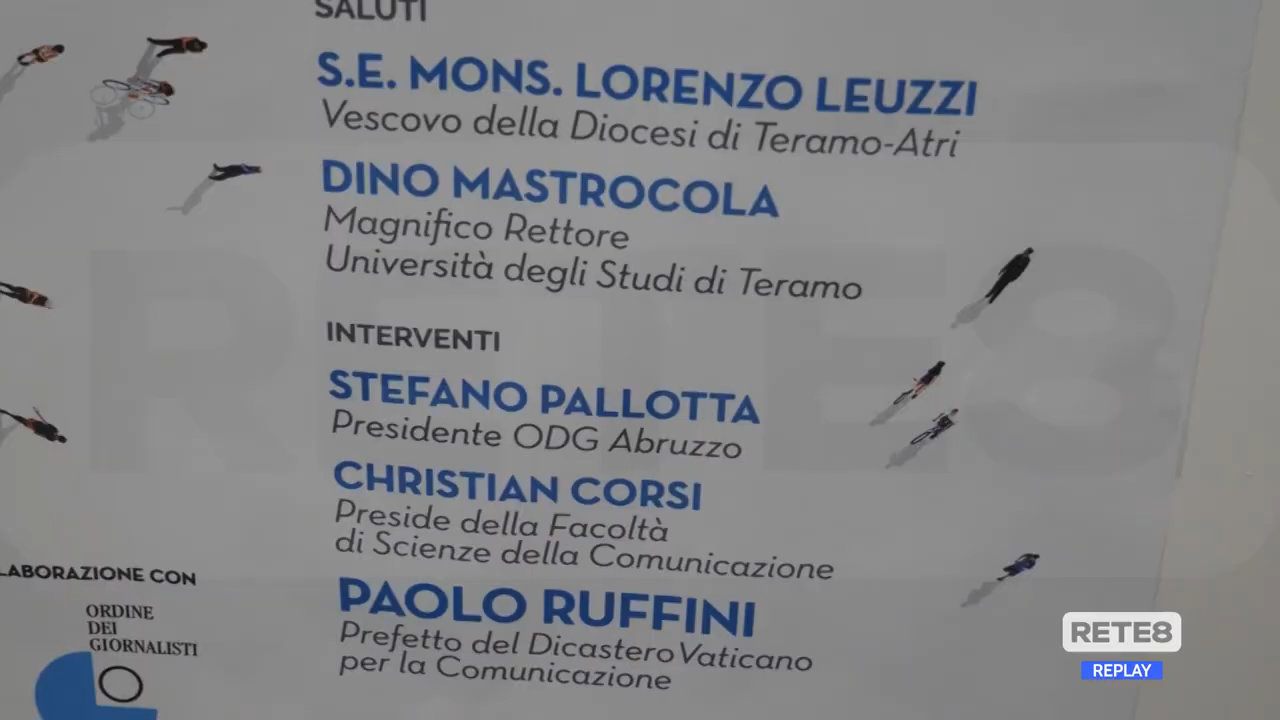 SALUTI
S.E. MONS. LORENZO LEUZZI
Vescovo della Diocesi di Teramo-Atri
DINO MASTROCOLA
Magnifico Rettore
Università degli Studi di Teramo
INTERVENTI
STEFANO PALLOTTA
Presidente ODG Abruzzo
CHRISTIAN CORSI
Preside della Facoltà
di Scienze della Comunicazione
PAOLO RUFFINI
Prefetto del Dicastero Vaticano
per la Comunicazione
LABORAZIONE CON
ORDINE
DEI
GIORNALISTI
RETE8
RETE8
REPLAY